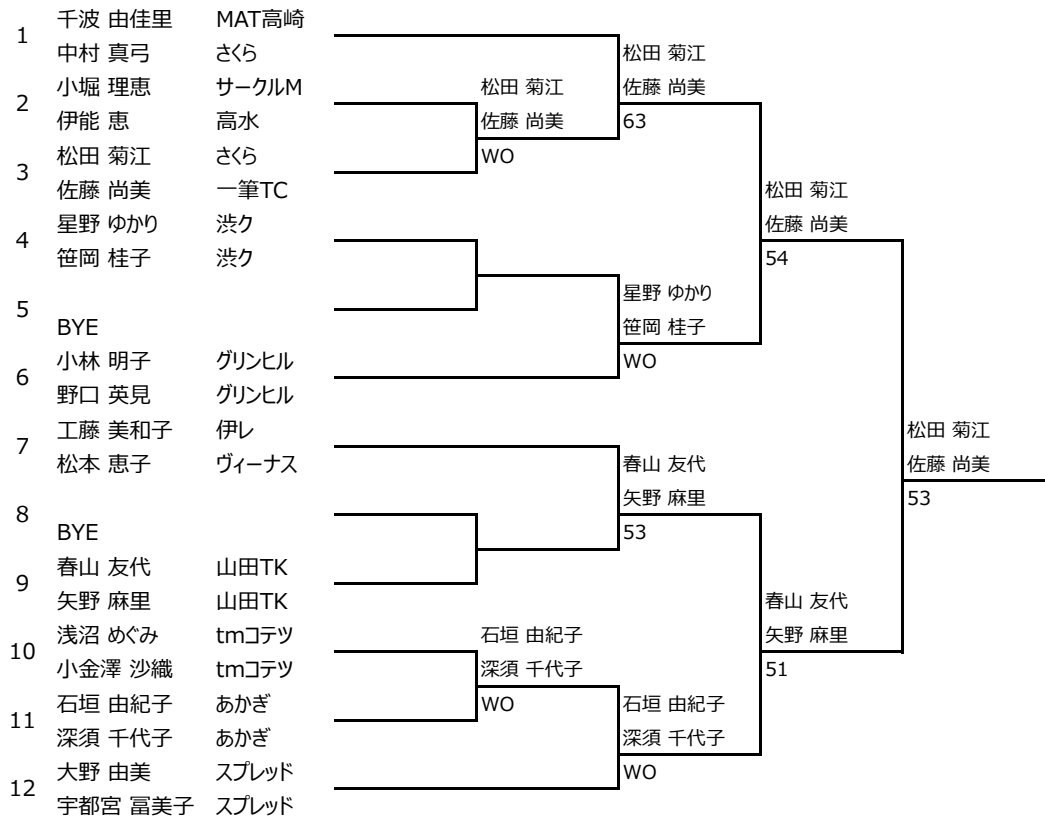 1
千波 由佳里 MAT高崎
中村 真弓 さくら
2
小堀 理恵 サークルM
伊能 恵 高水
3
松田 菊江 さくら
佐藤 尚美 一筆TC
4
星野 ゆかり 渋ク
笹岡 桂子 渋ク
5
BYE
6
小林 明子 グリンヒル
野口 英見 グリンヒル
7
工藤 美和子 伊レ
松本 恵子 ヴィーナス
8
BYE
9
春山 友代 山田TK
矢野 麻里 山田TK
10
浅沼 めぐみ tmコテツ
小金澤 沙織 tmコテツ
11
石垣 由紀子 あかぎ
深須 千代子 あかぎ
12
大野 由美 スプレッド
宇都宮 冨美子 スプレッド
松田 菊江
佐藤 尚美
WO
石垣 由紀子
深須 千代子
WO
松田 菊江
佐藤 尚美
63
星野 ゆかり
笹岡 桂子
WO
春山 友代
矢野 麻里
53
石垣 由紀子
深須 千代子
WO
松田 菊江
佐藤 尚美
54
春山 友代
矢野 麻里
51
松田 菊江
佐藤 尚美
53